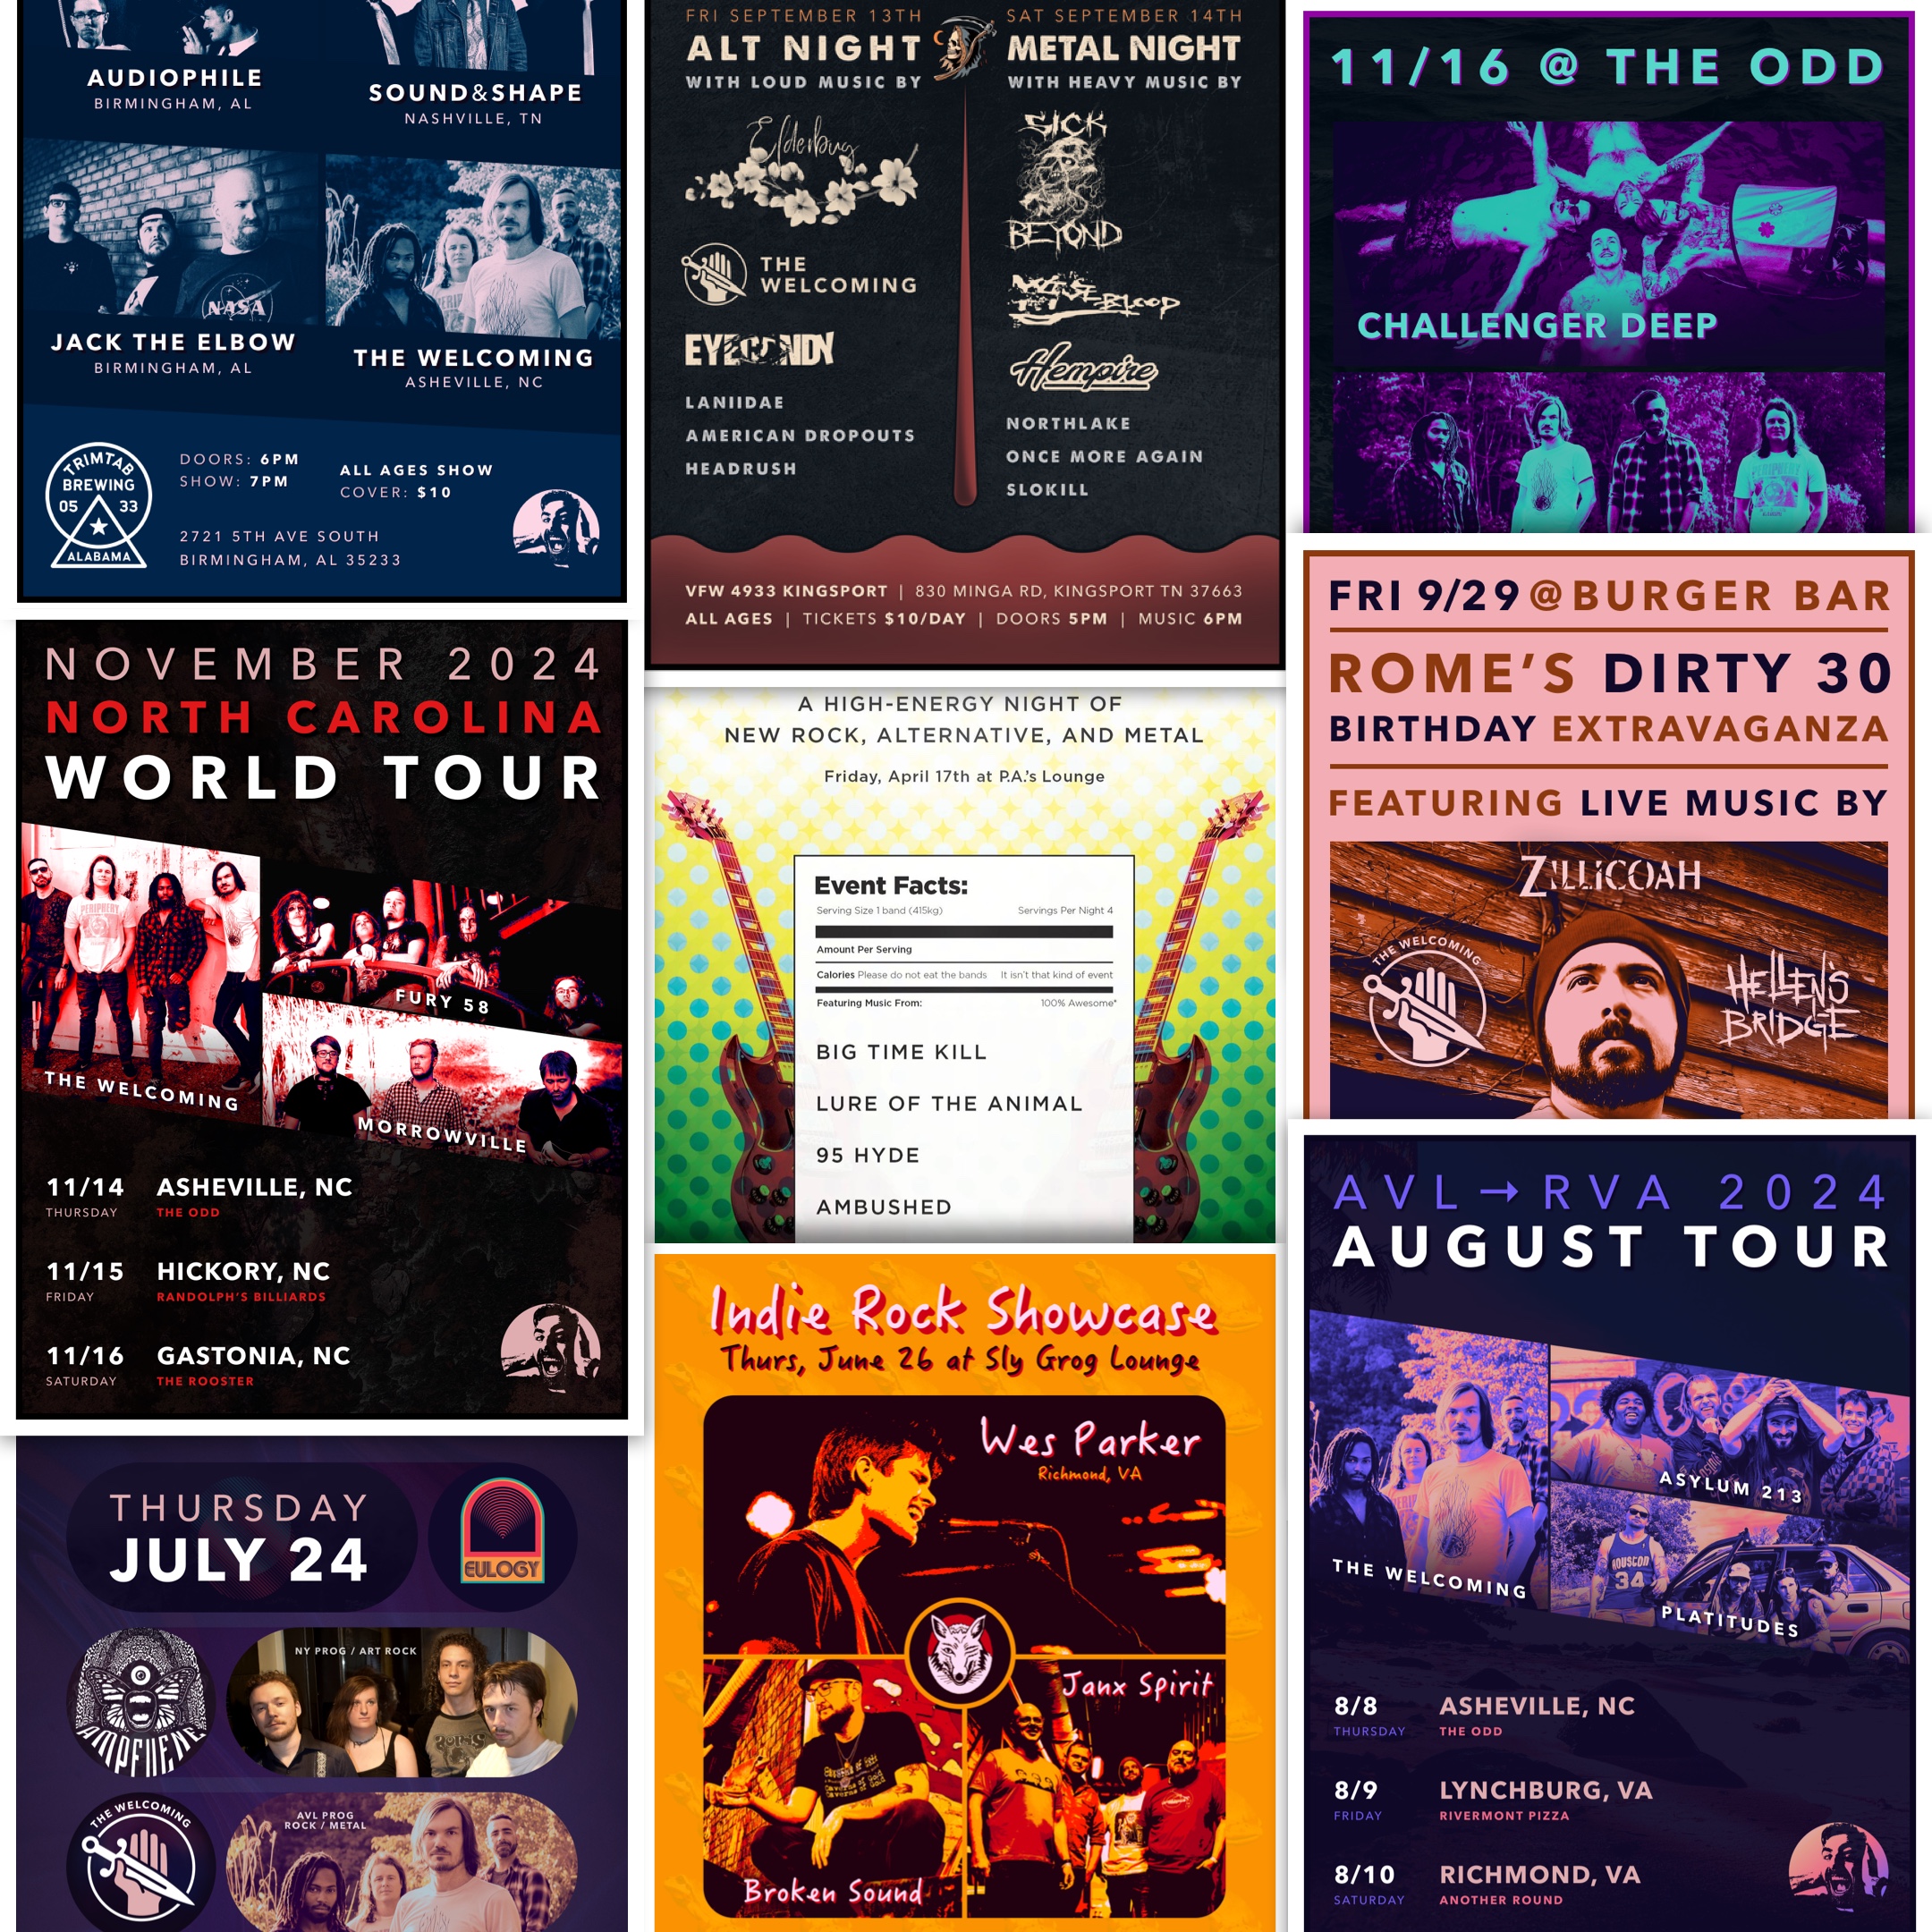 AUDIOPHILE
BIRMINGHAM, AL
SOUND&SHAPE
NASHVILLE, TN
NASA
JACK THE ELBOW
BIRMINGHAM, AL
THE WELCOMING
ASHEVILLE, NC
TRIMTAB
BREWING
05 33
ALABAMA
DOORS: 6PM
SHOW: 7PM
ALL AGES SHOW
COVER: $10
2721 5TH AVE SOUTH
BIRMINGHAM, AL 35233
NOVEMBER 2024
NORTH CAROLINA
WORLD TOUR
PERIPHERY
FURY 58
THE WELCOMING
MORROWVILLE
11/14 ASHEVILLE, NC
THURSDAY THE ODD
11/15 HICKORY, NC
FRIDAY RANDOLPH'S BILLIARDS
11/16 GASTONIA, NC
SATURDAY THE ROOSTER
THURSDAY
JULY 24
EULOGY
AMPFIIENE
NY PROG / ART ROCK
THE WELCOMING
AVL PROG
ROCK / METAL
FRI SEPTEMBER 13TH
ALT NIGHT
WITH LOUD MUSIC BY
Elderbug
THE
WELCOMING
EYECANDY
LANIIDAE
AMERICAN DROPOUTS
HEADRUSH
SAT SEPTEMBER 14TH
METAL NIGHT
WITH HEAVY MUSIC BY
SICK
BEYOND
WISEBLOOD
Hempire
NORTHLAKE
ONCE MORE AGAIN
SLOKILL
VFW 4933 KINGSPORT | 830 MINGA RD, KINGSPORT TN 37663
ALL AGES | TICKETS $10/DAY | DOORS 5PM | MUSIC 6PM
A HIGH-ENERGY NIGHT OF
NEW ROCK, ALTERNATIVE, AND METAL
Friday, April 17th at P.A.'s Lounge
Event Facts:
Serving Size 1 band (415kg) Servings Per Night 4
Amount Per Serving
Calories Please do not eat the bands It isn't that kind of event
Featuring Music From: 100% Awesome*
BIG TIME KILL
LURE OF THE ANIMAL
95 HYDE
AMBUSHED
Indie Rock Showcase
Thurs, June 26 at Sly Grog Lounge
Wes Parker
Richmond, VA
Janx Spirit
Broken Sound
11/16 @ THE ODD
CHALLENGER DEEP
PERIPHERY
FRI 9/29 @ BURGER BAR
ROME'S DIRTY 30
BIRTHDAY EXTRAVAGANZA
FEATURING LIVE MUSIC BY
ZILLICOAH
THE WELCOMING
HELLEN'S
BRIDGE
AVL→RVA 2024
AUGUST TOUR
ASYLUM 213
THE WELCOMING
HOUSTON
34
PLATITUDES
8/8 ASHEVILLE, NC
THURSDAY THE ODD
8/9 LYNCHBURG, VA
FRIDAY RIVERMONT PIZZA
8/10 RICHMOND, VA
SATURDAY ANOTHER ROUND